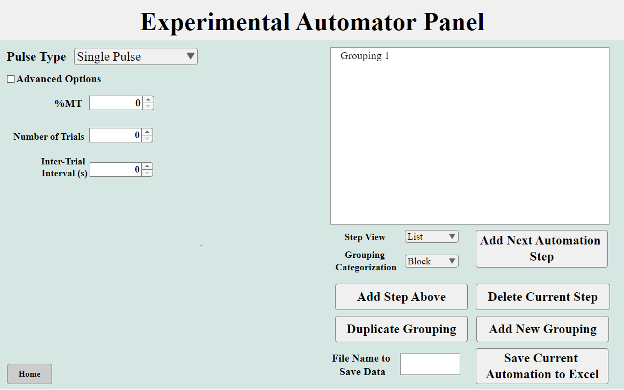 Experimental Automator Panel
Pulse Type Single Pulse
Advanced Options
%MT 0
Number of Trials 0
Inter-Trial
Interval (s) 0
Grouping 1
Step View List
Grouping
Categorization Block
Add Next Automation
Step
Add Step Above
Delete Current Step
Duplicate Grouping
Add New Grouping
File Name to
Save Data
Save Current
Automation to Excel
Home